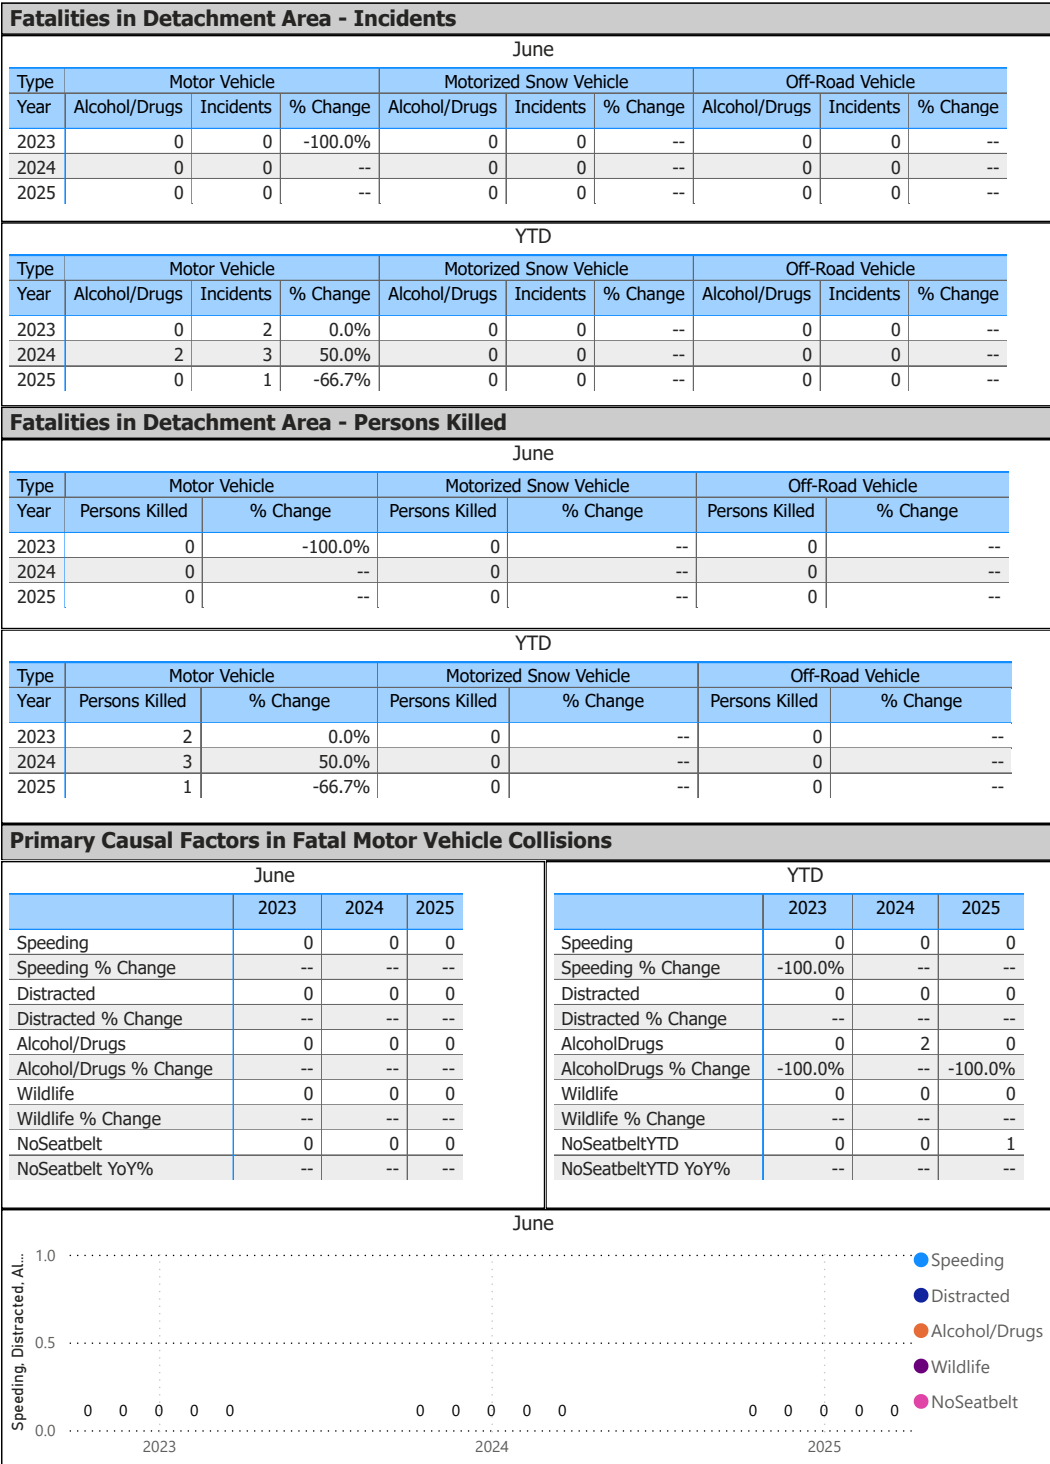 Fatalities in Detachment Area - Incidents
June
Type Motor Vehicle Motorized Snow Vehicle Off-Road Vehicle
Year Alcohol/Drugs Incidents % Change Alcohol/Drugs Incidents % Change Alcohol/Drugs Incidents % Change
2023 0 0 -100.0% 0 0 -- 0 0 --
2024 0 0 -- 0 0 -- 0 0 --
2025 0 0 -- 0 0 -- 0 0 --
YTD
Type Motor Vehicle Motorized Snow Vehicle Off-Road Vehicle
Year Alcohol/Drugs Incidents % Change Alcohol/Drugs Incidents % Change Alcohol/Drugs Incidents % Change
2023 0 2 0.0% 0 0 -- 0 0 --
2024 2 3 50.0% 0 0 -- 0 0 --
2025 0 1 -66.7% 0 0 -- 0 0 --
Fatalities in Detachment Area - Persons Killed
June
Type Motor Vehicle Motorized Snow Vehicle Off-Road Vehicle
Year Persons Killed % Change Persons Killed % Change Persons Killed % Change
2023 0 -100.0% 0 -- 0 --
2024 0 -- 0 -- 0 --
2025 0 -- 0 -- 0 --
YTD
Type Motor Vehicle Motorized Snow Vehicle Off-Road Vehicle
Year Persons Killed % Change Persons Killed % Change Persons Killed % Change
2023 2 0.0% 0 -- 0 --
2024 3 50.0% 0 -- 0 --
2025 1 -66.7% 0 -- 0 --
Primary Causal Factors in Fatal Motor Vehicle Collisions
June
2023 2024 2025
Speeding 0 0 0
Speeding % Change -- -- --
Distracted 0 0 0
Distracted % Change -- -- --
Alcohol/Drugs 0 0 0
Alcohol/Drugs % Change -- -- --
Wildlife 0 0 0
Wildlife % Change -- -- --
NoSeatbelt 0 0 0
NoSeatbelt YoY% -- -- --
YTD
2023 2024 2025
Speeding 0 0 0
Speeding % Change -100.0% -- --
Distracted 0 0 0
Distracted % Change -- -- --
AlcoholDrugs 0 2 0
AlcoholDrugs % Change -100.0% -- -100.0%
Wildlife 0 0 0
Wildlife % Change -- -- --
NoSeatbeltYTD 0 0 1
NoSeatbeltYTD YoY% -- -- --
June
Speeding, Distracted, Al...
1.0
0.5
0.0
0 0 0 0 0 0 0 0 0 0 0 0 0 0 0
2023 2024 2025
Speeding
Distracted
Alcohol/Drugs
Wildlife
NoSeatbelt